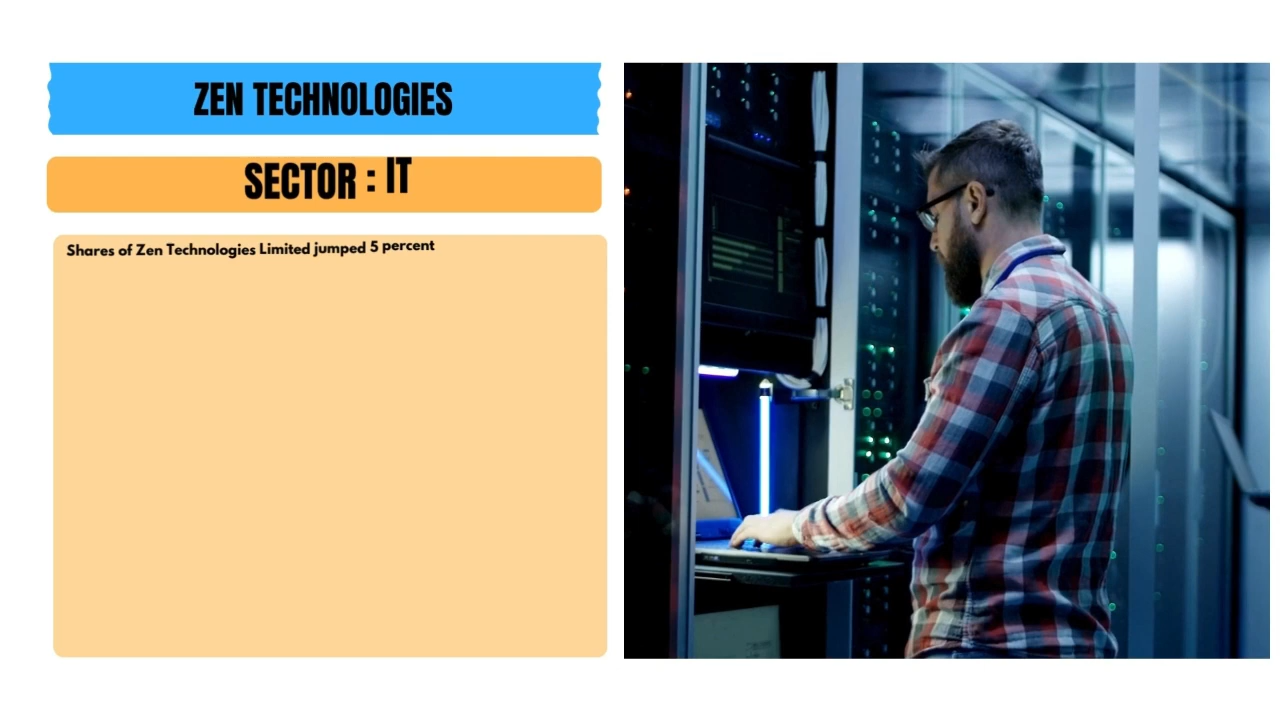 ZEN TECHNOLOGIES
SECTOR : IT
Shares of Zen Technologies Limited jumped 5 percent